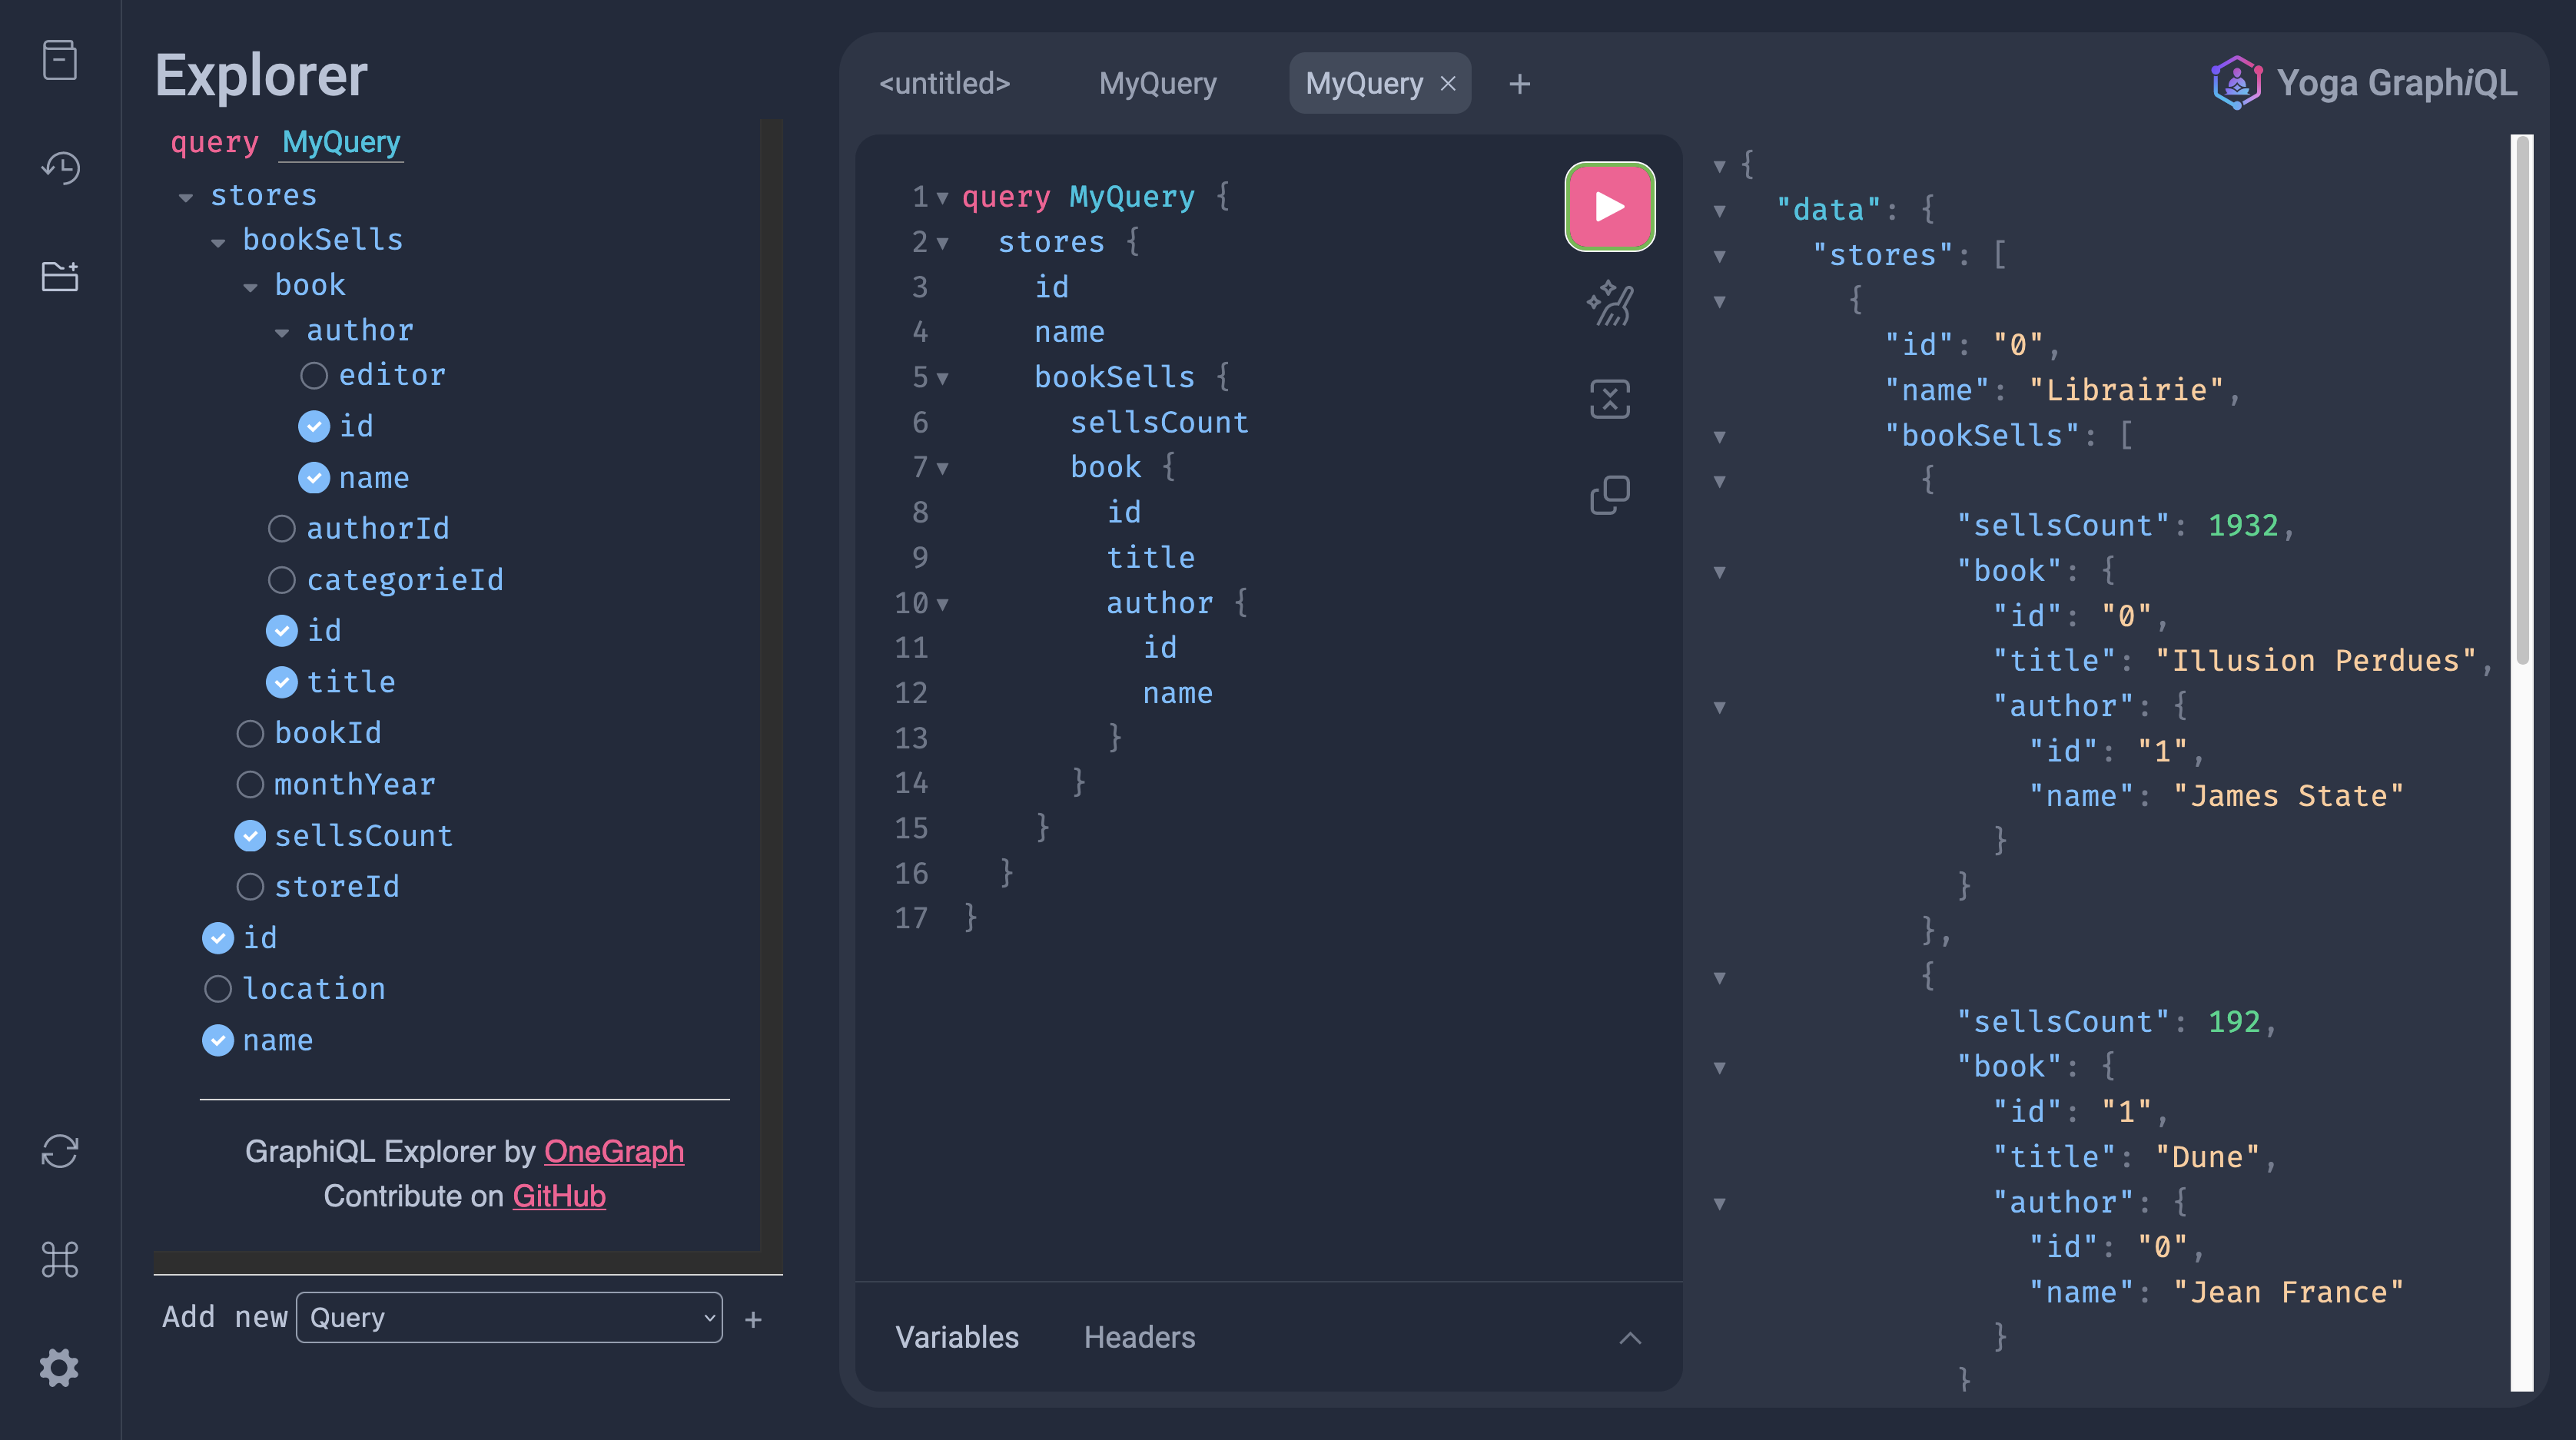 Explorer
query MyQuery
stores
bookSells
book
author
editor
id
name
authorId
categorieId
id
title
bookId
monthYear
sellsCount
storeId
id
location
name
GraphiQL Explorer by OneGraph
Contribute on GitHub
Add new Query +
<untitled> MyQuery MyQuery × +
Yoga GraphiQL
1 query MyQuery {
2 stores {
3 id
4 name
5 bookSells {
6 sellsCount
7 book {
8 id
9 title
10 author {
11 id
12 name
13 }
14 }
15 }
16 }
17 }
Variables Headers
{
"data": {
"stores": [
{
"id": "0",
"name": "Librairie",
"bookSells": [
{
"sellsCount": 1932,
"book": {
"id": "0",
"title": "Illusion Perdues",
"author": {
"id": "1",
"name": "James State"
}
}
},
{
"sellsCount": 192,
"book": {
"id": "1",
"title": "Dune",
"author": {
"id": "0",
"name": "Jean France"
}
}